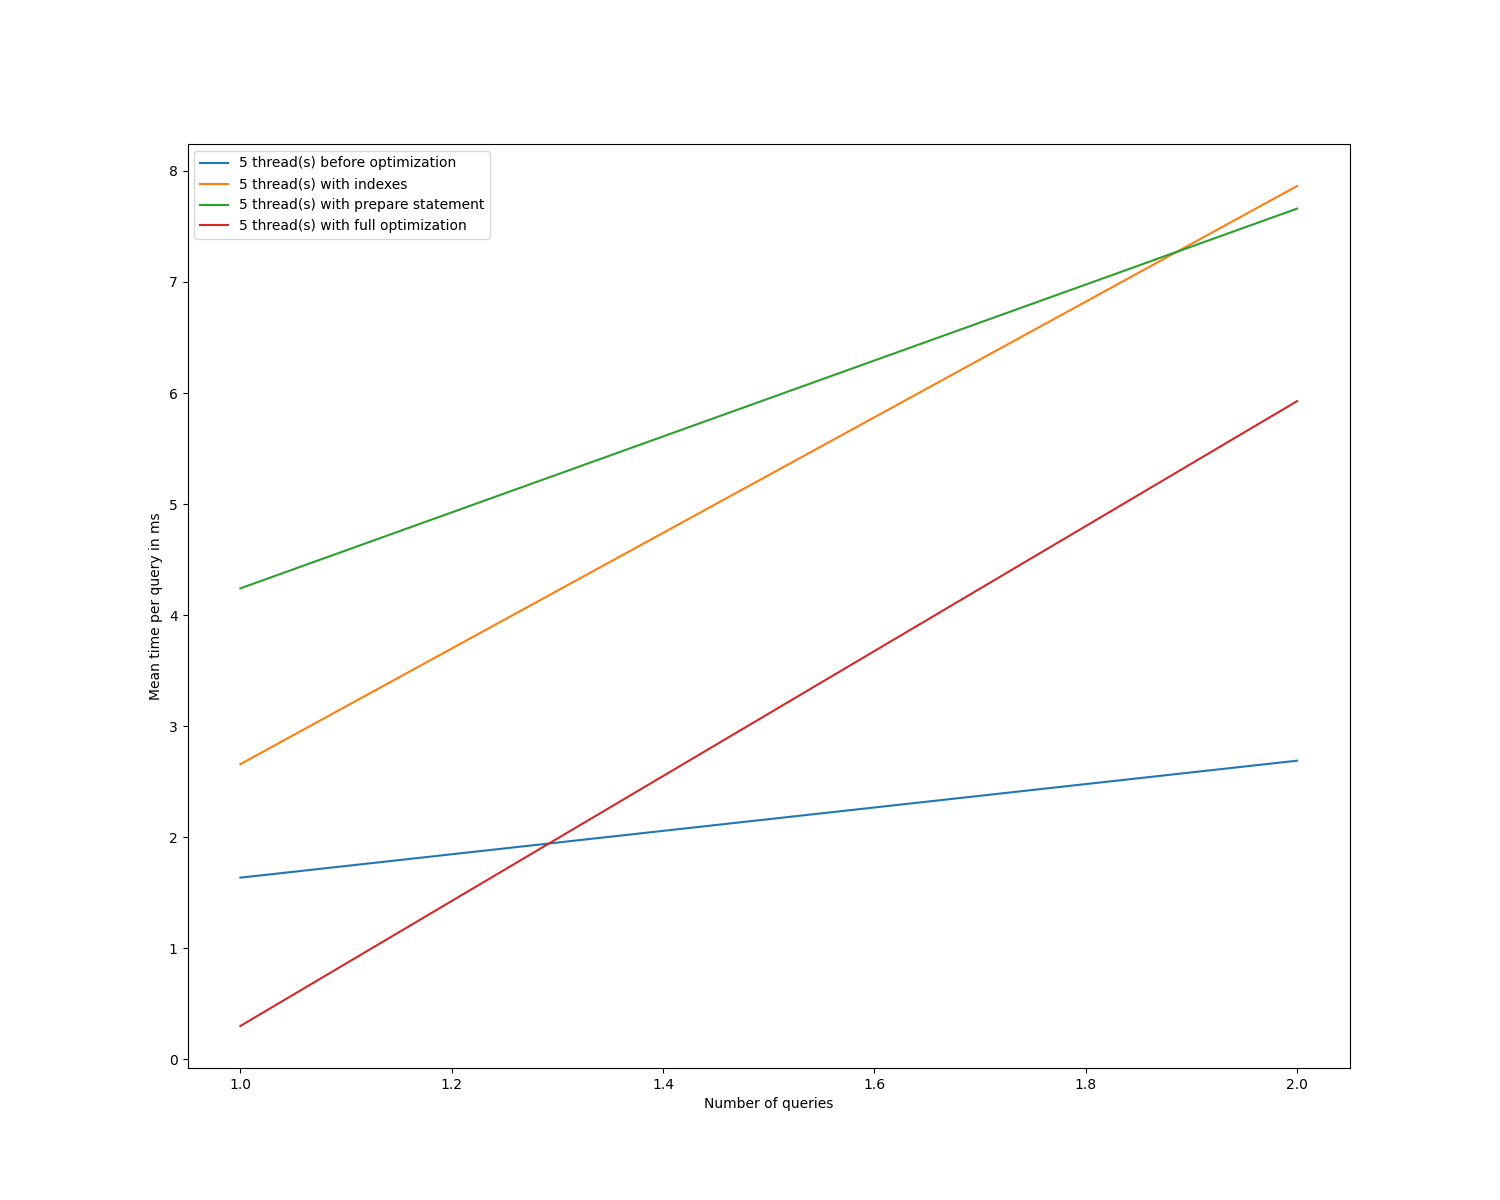 5 thread(s) before optimization
5 thread(s) with indexes
5 thread(s) with prepare statement
5 thread(s) with full optimization
Mean time per query in ms
8
7
6
5
4
3
2
1
0
1.0 1.2 1.4 1.6 1.8 2.0
Number of queries